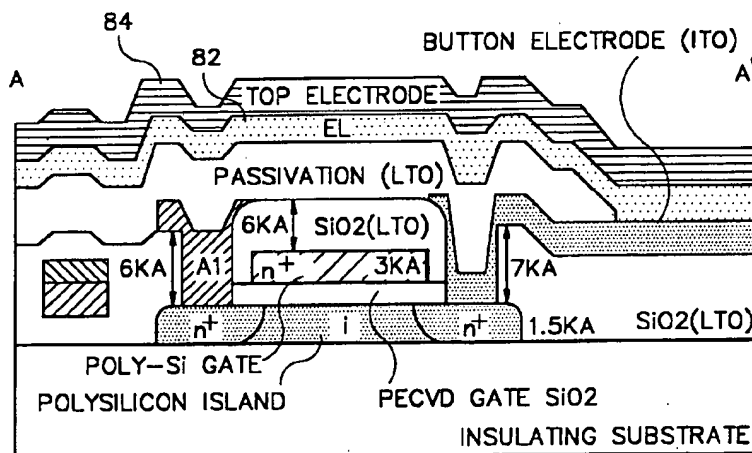 84
BUTTON ELECTRODE (ITO)
A
82
A'
TOP ELECTRODE
EL
PASSIVATION (LTO)
6KA
SiO2(LTO)
6KA
A1
n+
3KA
7KA
n+
i
n+
1.5KA
SiO2(LTO)
POLY-Si GATE
POLYSILICON ISLAND
PECVD GATE SiO2
INSULATING SUBSTRATE